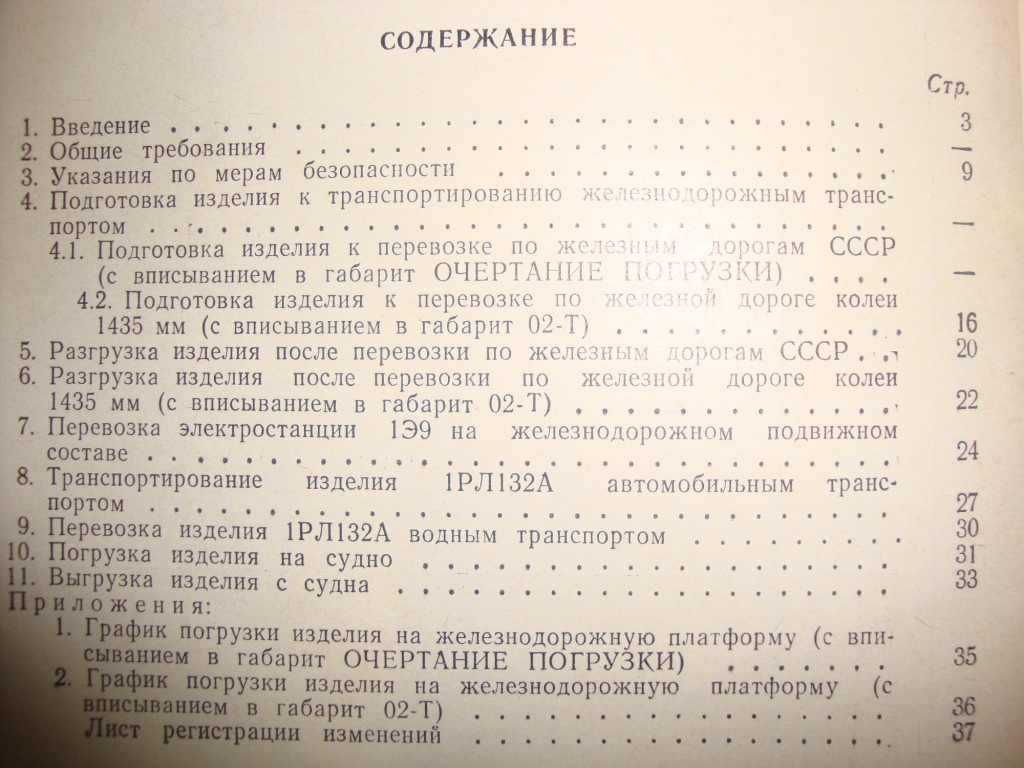 СОДЕРЖАНИЕ
Стр.
1. Введение . . . . . . . . . . . . . . . . . . . . 3
2. Общие требования . . . . . . . . . . . . . . . . —
3. Указания по мерам безопасности . . . . . . . . . . 9
4. Подготовка изделия к транспортированию железнодорожным транс-
портом . . . . . . . . . . . . . . . . . . . . —
4.1. Подготовка изделия к перевозке по железным дорогам СССР
(с вписыванием в габарит ОЧЕРТАНИЕ ПОГРУЗКИ) . . . . —
4.2. Подготовка изделия к перевозке по железной дороге колеи
1435 мм (с вписыванием в габарит 02-Т) . . . . . . . . 16
5. Разгрузка изделия после перевозки по железным дорогам СССР . . . 20
6. Разгрузка изделия после перевозки по железной дороге колеи
1435 мм (с вписыванием в габарит 02-Т) . . . . . . . . . 22
7. Перевозка электростанции 1Э9 на железнодорожном подвижном
составе . . . . . . . . . . . . . . . . . . . . 24
8. Транспортирование изделия 1РЛ132А автомобильным транс-
портом . . . . . . . . . . . . . . . . . . . . 27
9. Перевозка изделия 1РЛ132А водным транспортом . . . . . . 30
10. Погрузка изделия на судно . . . . . . . . . . . . . 31
11. Выгрузка изделия с судна . . . . . . . . . . . . . 33
Приложения:
1. График погрузки изделия на железнодорожную платформу (с впи-
сыванием в габарит ОЧЕРТАНИЕ ПОГРУЗКИ) . . . . . . . 35
2. График погрузки изделия на железнодорожную платформу (с
вписыванием в габарит 02-Т) . . . . . . . . . . . . 36
Лист регистрации изменений . . . . . . . . . . . . 37